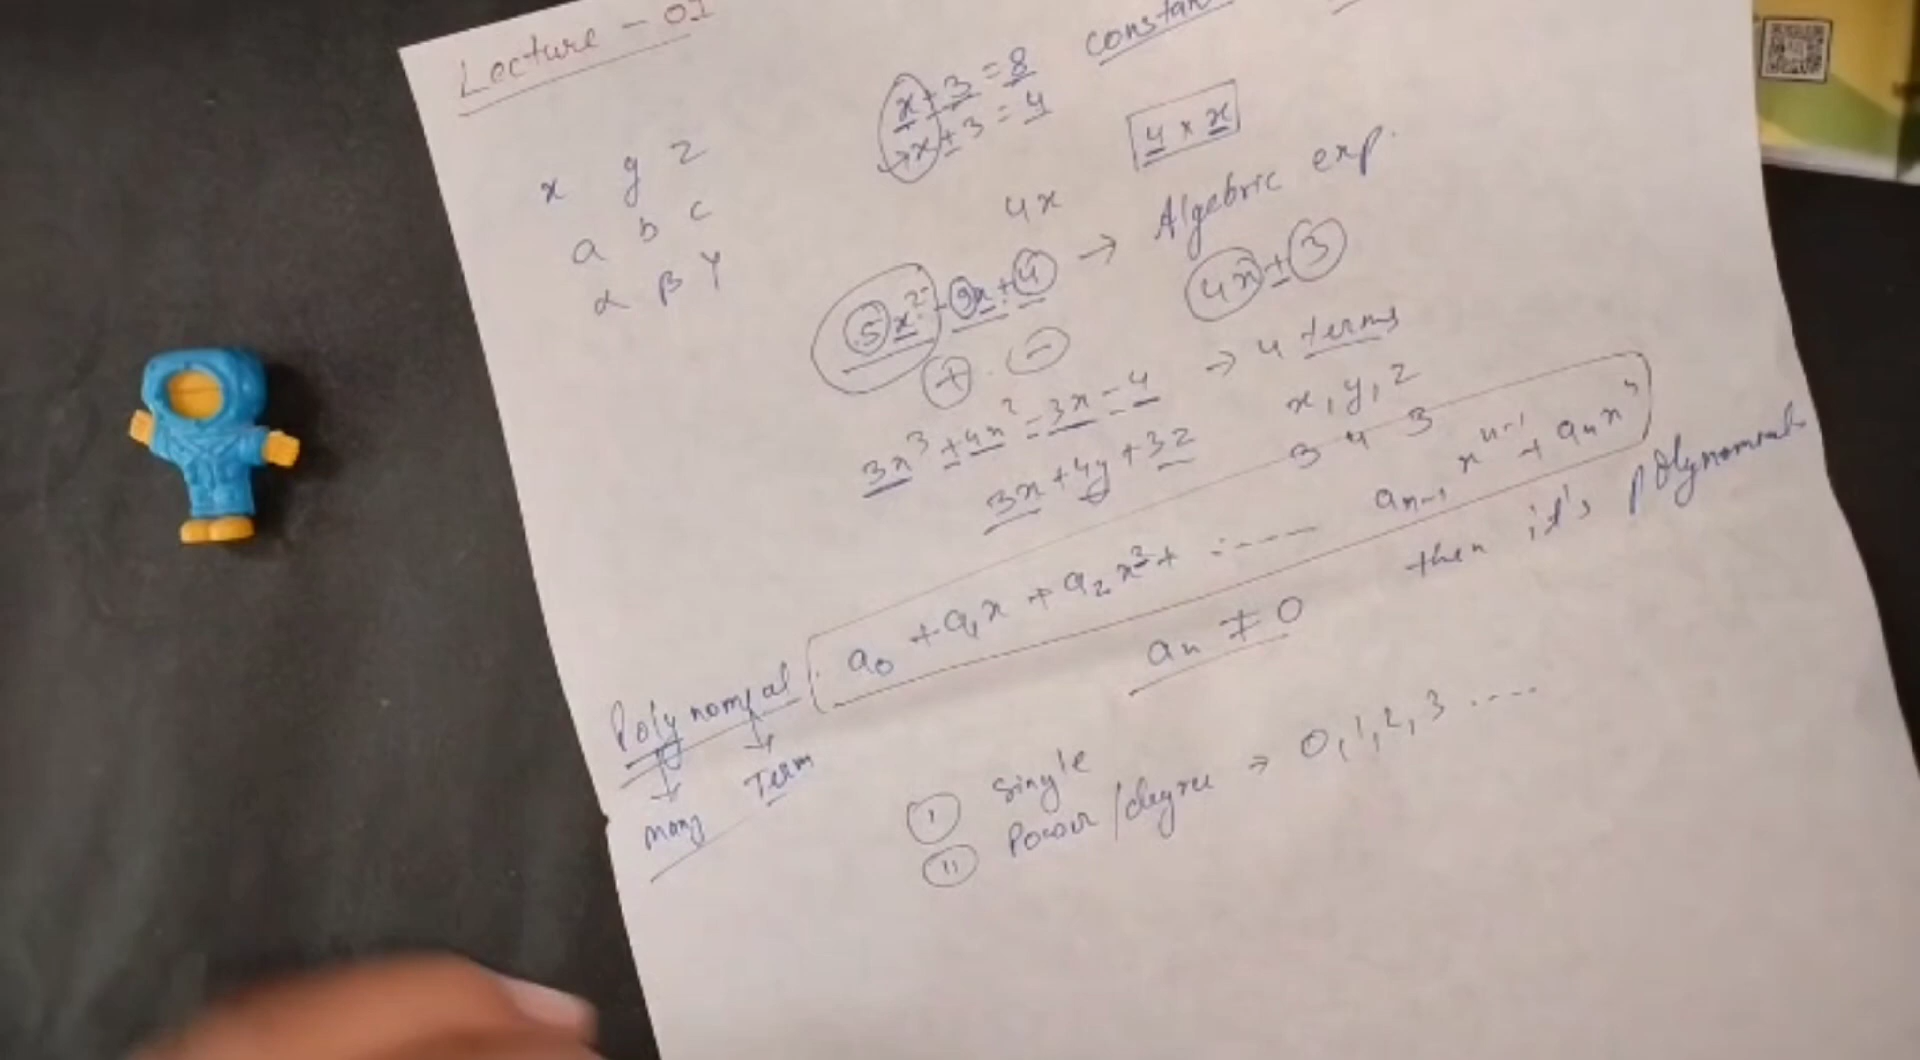 Lecture - 01
x + 3 = 8
constan
x + 3 = 4
x y z
4 × x
a b c
4x
α β γ
5x² - 9x + 4 → Algebric exp.
4x + 3
+ . -
3x³ + 4x² - 3x - 4 → 4 terms
3x + 4y + 3z
x, y, z
3 4 3
Polynomial a₀ + a₁x + a₂x² + ..... aₙ₋₁ xⁿ⁻¹ + aₙxⁿ
aₙ ≠ 0 then it's polynomial
many Term
(i) Single
(ii) Power/degree → 0, 1, 2, 3 ....